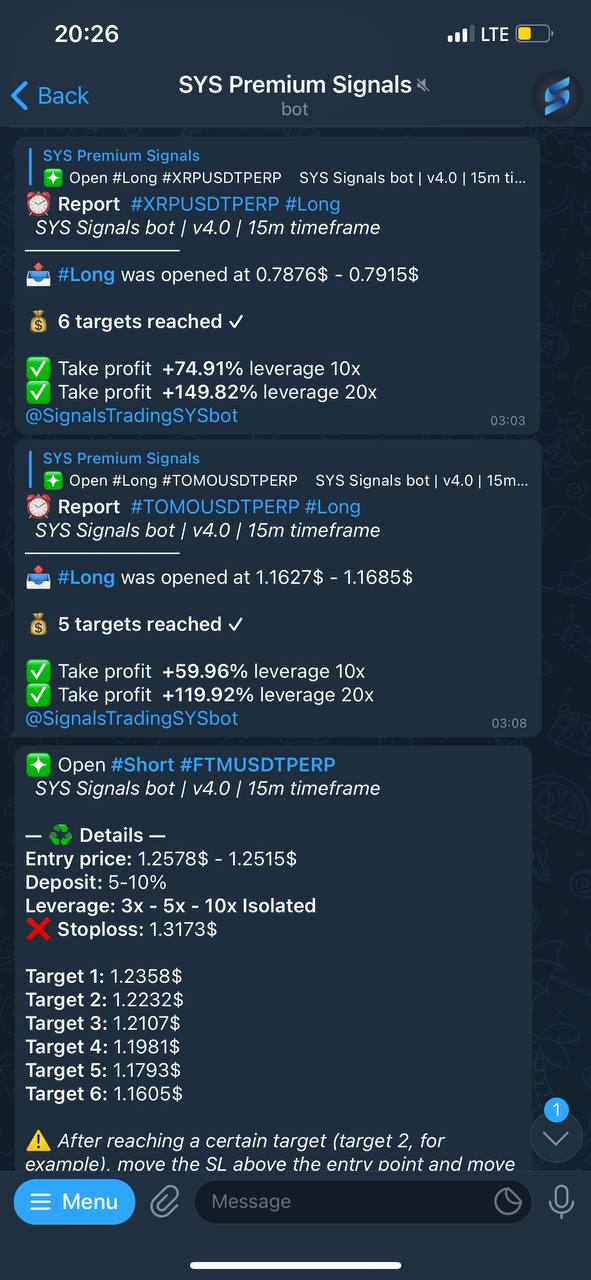 20:26
LTE
Back
SYS Premium Signals
bot
SYS Premium Signals
Open #Long #XRPUSDTPERP SYS Signals bot | v4.0 | 15m ti...
Report #XRPUSDTPERP #Long
SYS Signals bot | v4.0 | 15m timeframe
#Long was opened at 0.7876$ - 0.7915$
6 targets reached ✓
Take profit +74.91% leverage 10x
Take profit +149.82% leverage 20x
@SignalsTradingSYSbot
03:03
SYS Premium Signals
Open #Long #TOMOUSDTPERP SYS Signals bot | v4.0 | 15m...
Report #TOMOUSDTPERP #Long
SYS Signals bot | v4.0 | 15m timeframe
#Long was opened at 1.1627$ - 1.1685$
5 targets reached ✓
Take profit +59.96% leverage 10x
Take profit +119.92% leverage 20x
@SignalsTradingSYSbot
03:08
Open #Short #FTMUSDTPERP
SYS Signals bot | v4.0 | 15m timeframe
— Details —
Entry price: 1.2578$ - 1.2515$
Deposit: 5-10%
Leverage: 3x - 5x - 10x Isolated
Stoploss: 1.3173$
Target 1: 1.2358$
Target 2: 1.2232$
Target 3: 1.2107$
Target 4: 1.1981$
Target 5: 1.1793$
Target 6: 1.1605$
1
After reaching a certain target (target 2, for
example), move the SL above the entry point and move
Menu
Message